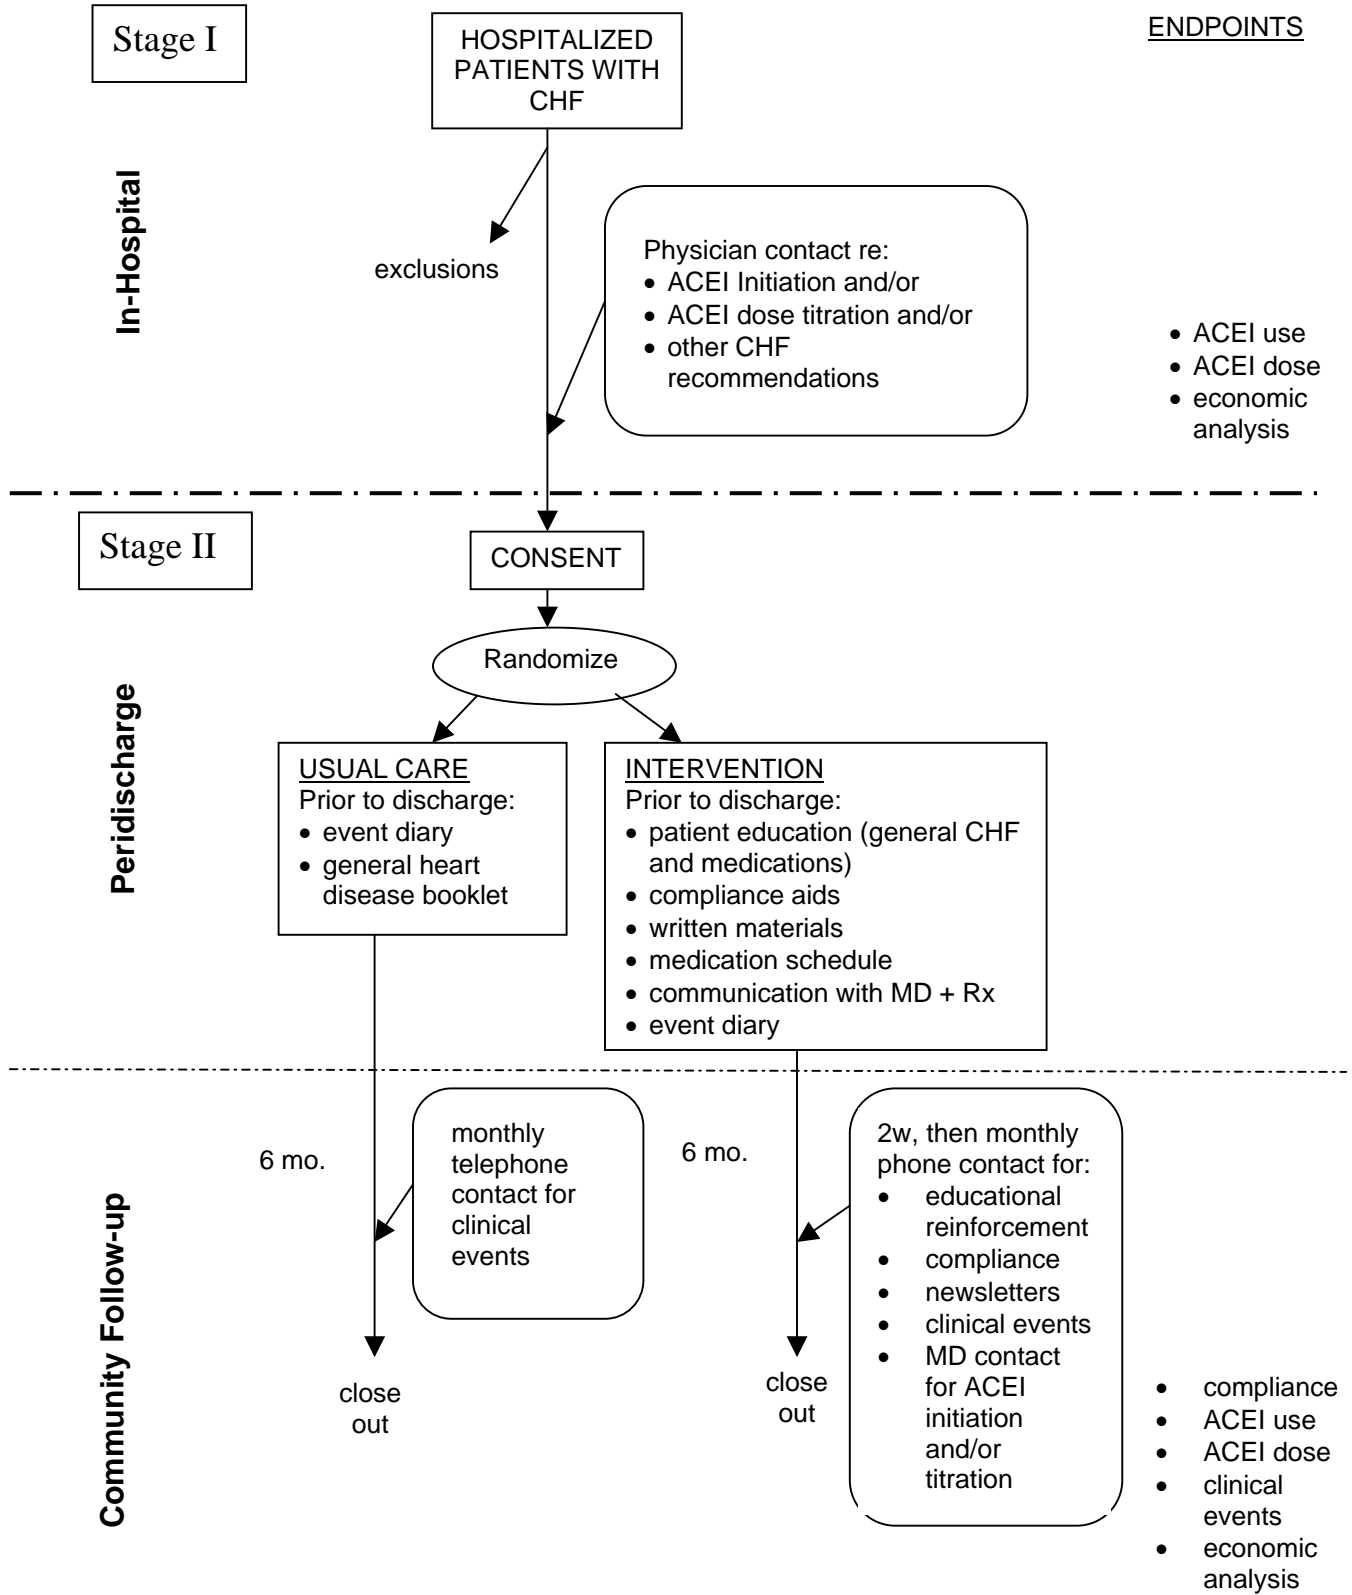 Stage I
HOSPITALIZED
PATIENTS WITH
CHF
ENDPOINTS
In-Hospital
exclusions
Physician contact re:
• ACEI Initiation and/or
• ACEI dose titration and/or
• other CHF
recommendations
• ACEI use
• ACEI dose
• economic
analysis
Stage II
CONSENT
Randomize
Peridischarge
USUAL CARE
Prior to discharge:
• event diary
• general heart
disease booklet
INTERVENTION
Prior to discharge:
• patient education (general CHF
and medications)
• compliance aids
• written materials
• medication schedule
• communication with MD + Rx
• event diary
Community Follow-up
6 mo.
monthly
telephone
contact for
clinical
events
close
out
6 mo.
2w, then monthly
phone contact for:
• educational
reinforcement
• compliance
• newsletters
• clinical events
• MD contact
for ACEI
initiation
and/or
titration
close
out
• compliance
• ACEI use
• ACEI dose
• clinical
events
• economic
analysis